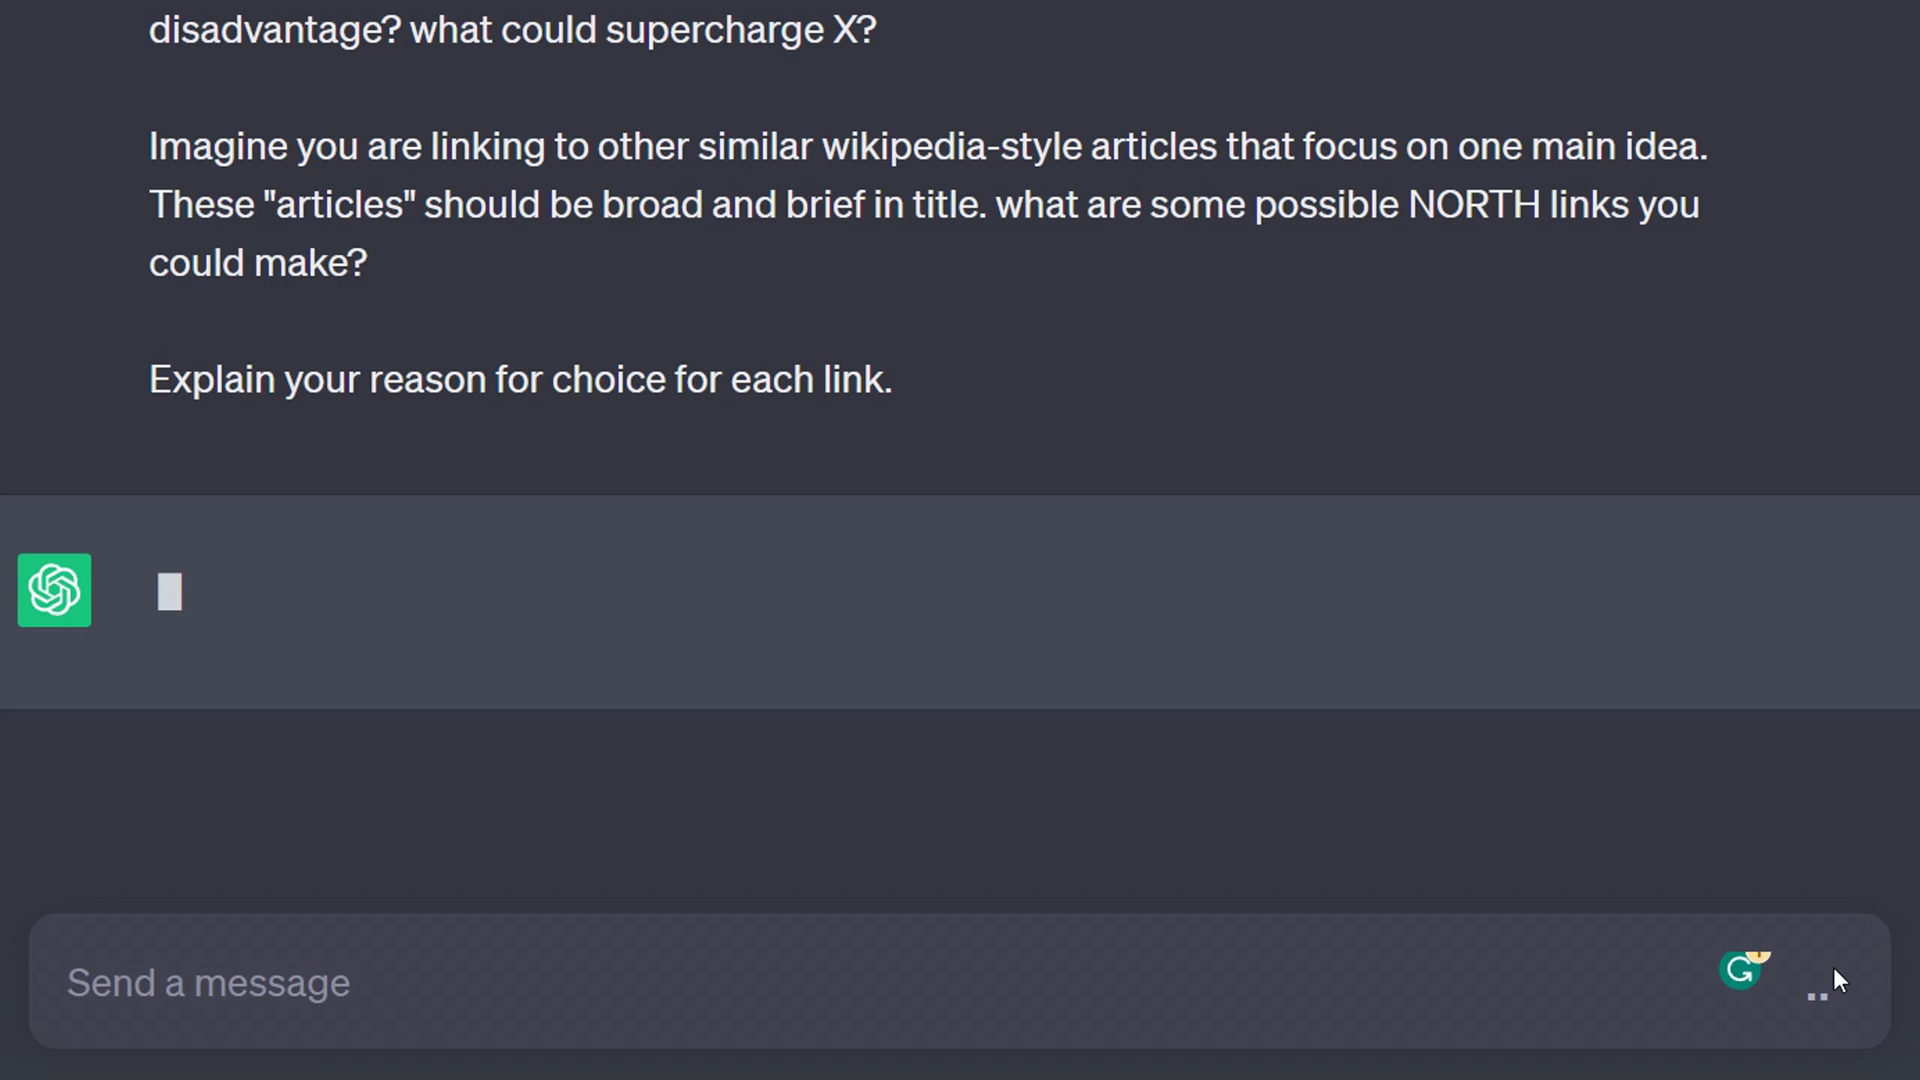 disadvantage? what could supercharge X?
Imagine you are linking to other similar wikipedia-style articles that focus on one main idea.
These "articles" should be broad and brief in title. what are some possible NORTH links you
could make?
Explain your reason for choice for each link.
Send a message